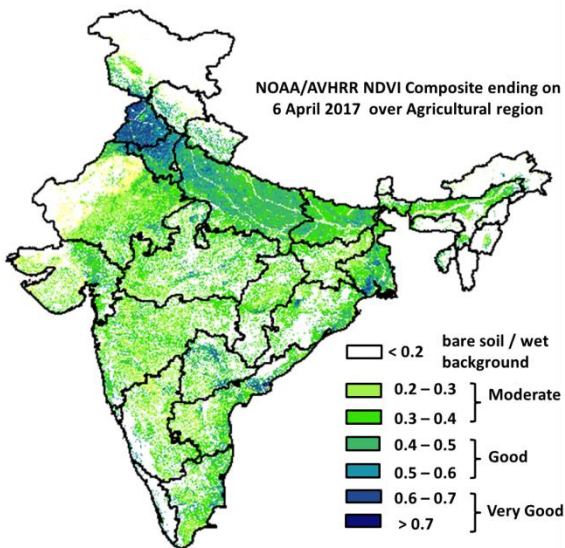 NOAA/AVHRR NDVI Composite ending on
6 April 2017 over Agricultural region
< 0.2 bare soil / wet
background
0.2 – 0.3
Moderate
0.3 – 0.4
0.4 – 0.5
Good
0.5 – 0.6
0.6 – 0.7
Very Good
> 0.7